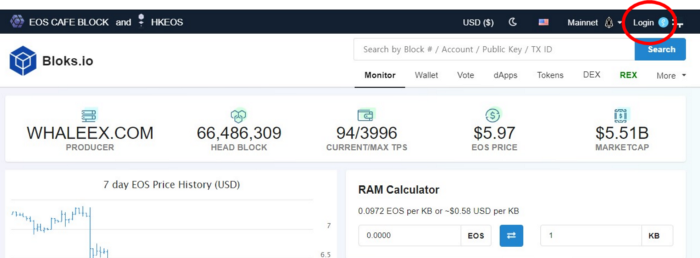 EOS CAFE BLOCK and HKEOS USD ($) Mainnet Login
Bloks.io
Search by Block # / Account / Public Key / TX ID Search
Monitor Wallet Vote dApps Tokens DEX REX More
WHALEEX.COM 66,486,309 94/3996 $5.97 $5.51B
PRODUCER HEAD BLOCK CURRENT/MAX TPS EOS PRICE MARKETCAP
7 day EOS Price History (USD)
7
6.5
RAM Calculator
0.0972 EOS per KB or ~$0.58 USD per KB
0.0000 EOS 1 KB